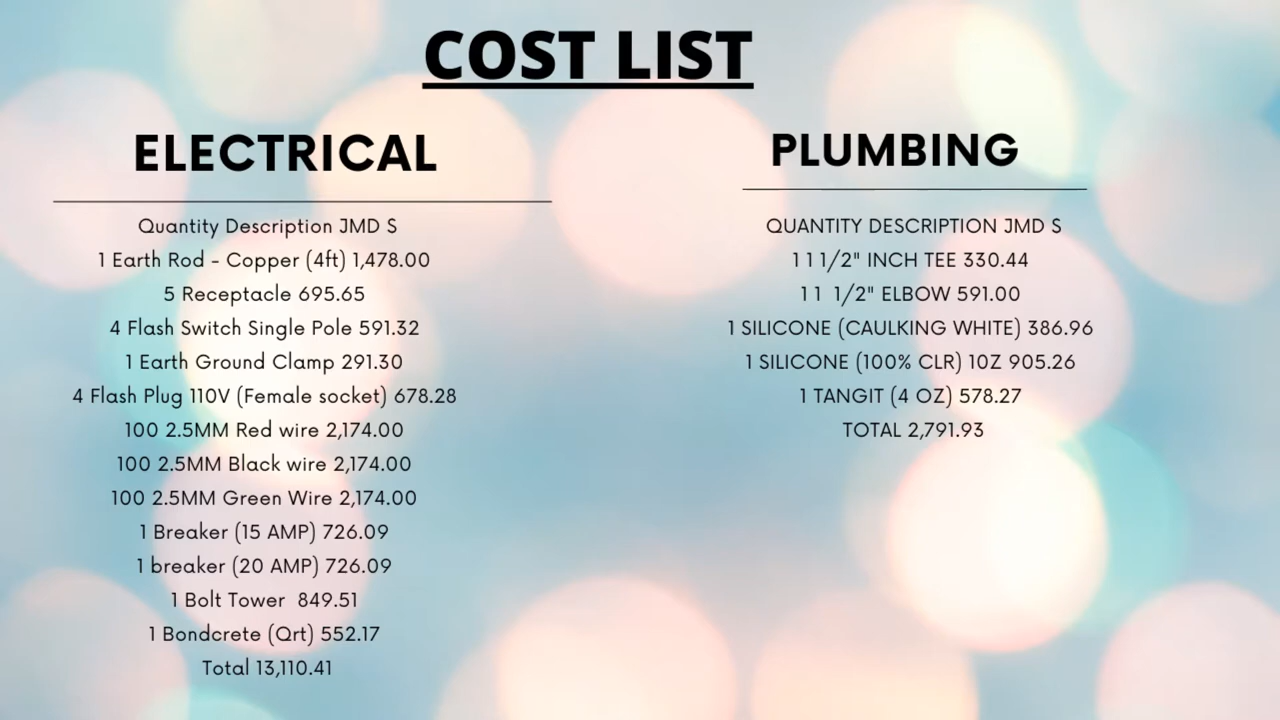 COST LIST
ELECTRICAL
Quantity Description JMD S
1 Earth Rod - Copper (4ft) 1,478.00
5 Receptacle 695.65
4 Flash Switch Single Pole 591.32
1 Earth Ground Clamp 291.30
4 Flash Plug 110V (Female socket) 678.28
100 2.5MM Red wire 2,174.00
100 2.5MM Black wire 2,174.00
100 2.5MM Green Wire 2,174.00
1 Breaker (15 AMP) 726.09
1 breaker (20 AMP) 726.09
1 Bolt Tower 849.51
1 Bondcrete (Qrt) 552.17
Total 13,110.41
PLUMBING
QUANTITY DESCRIPTION JMD S
1 1 1/2" INCH TEE 330.44
1 1 1/2" ELBOW 591.00
1 SILICONE (CAULKING WHITE) 386.96
1 SILICONE (100% CLR) 10Z 905.26
1 TANGIT (4 OZ) 578.27
TOTAL 2,791.93